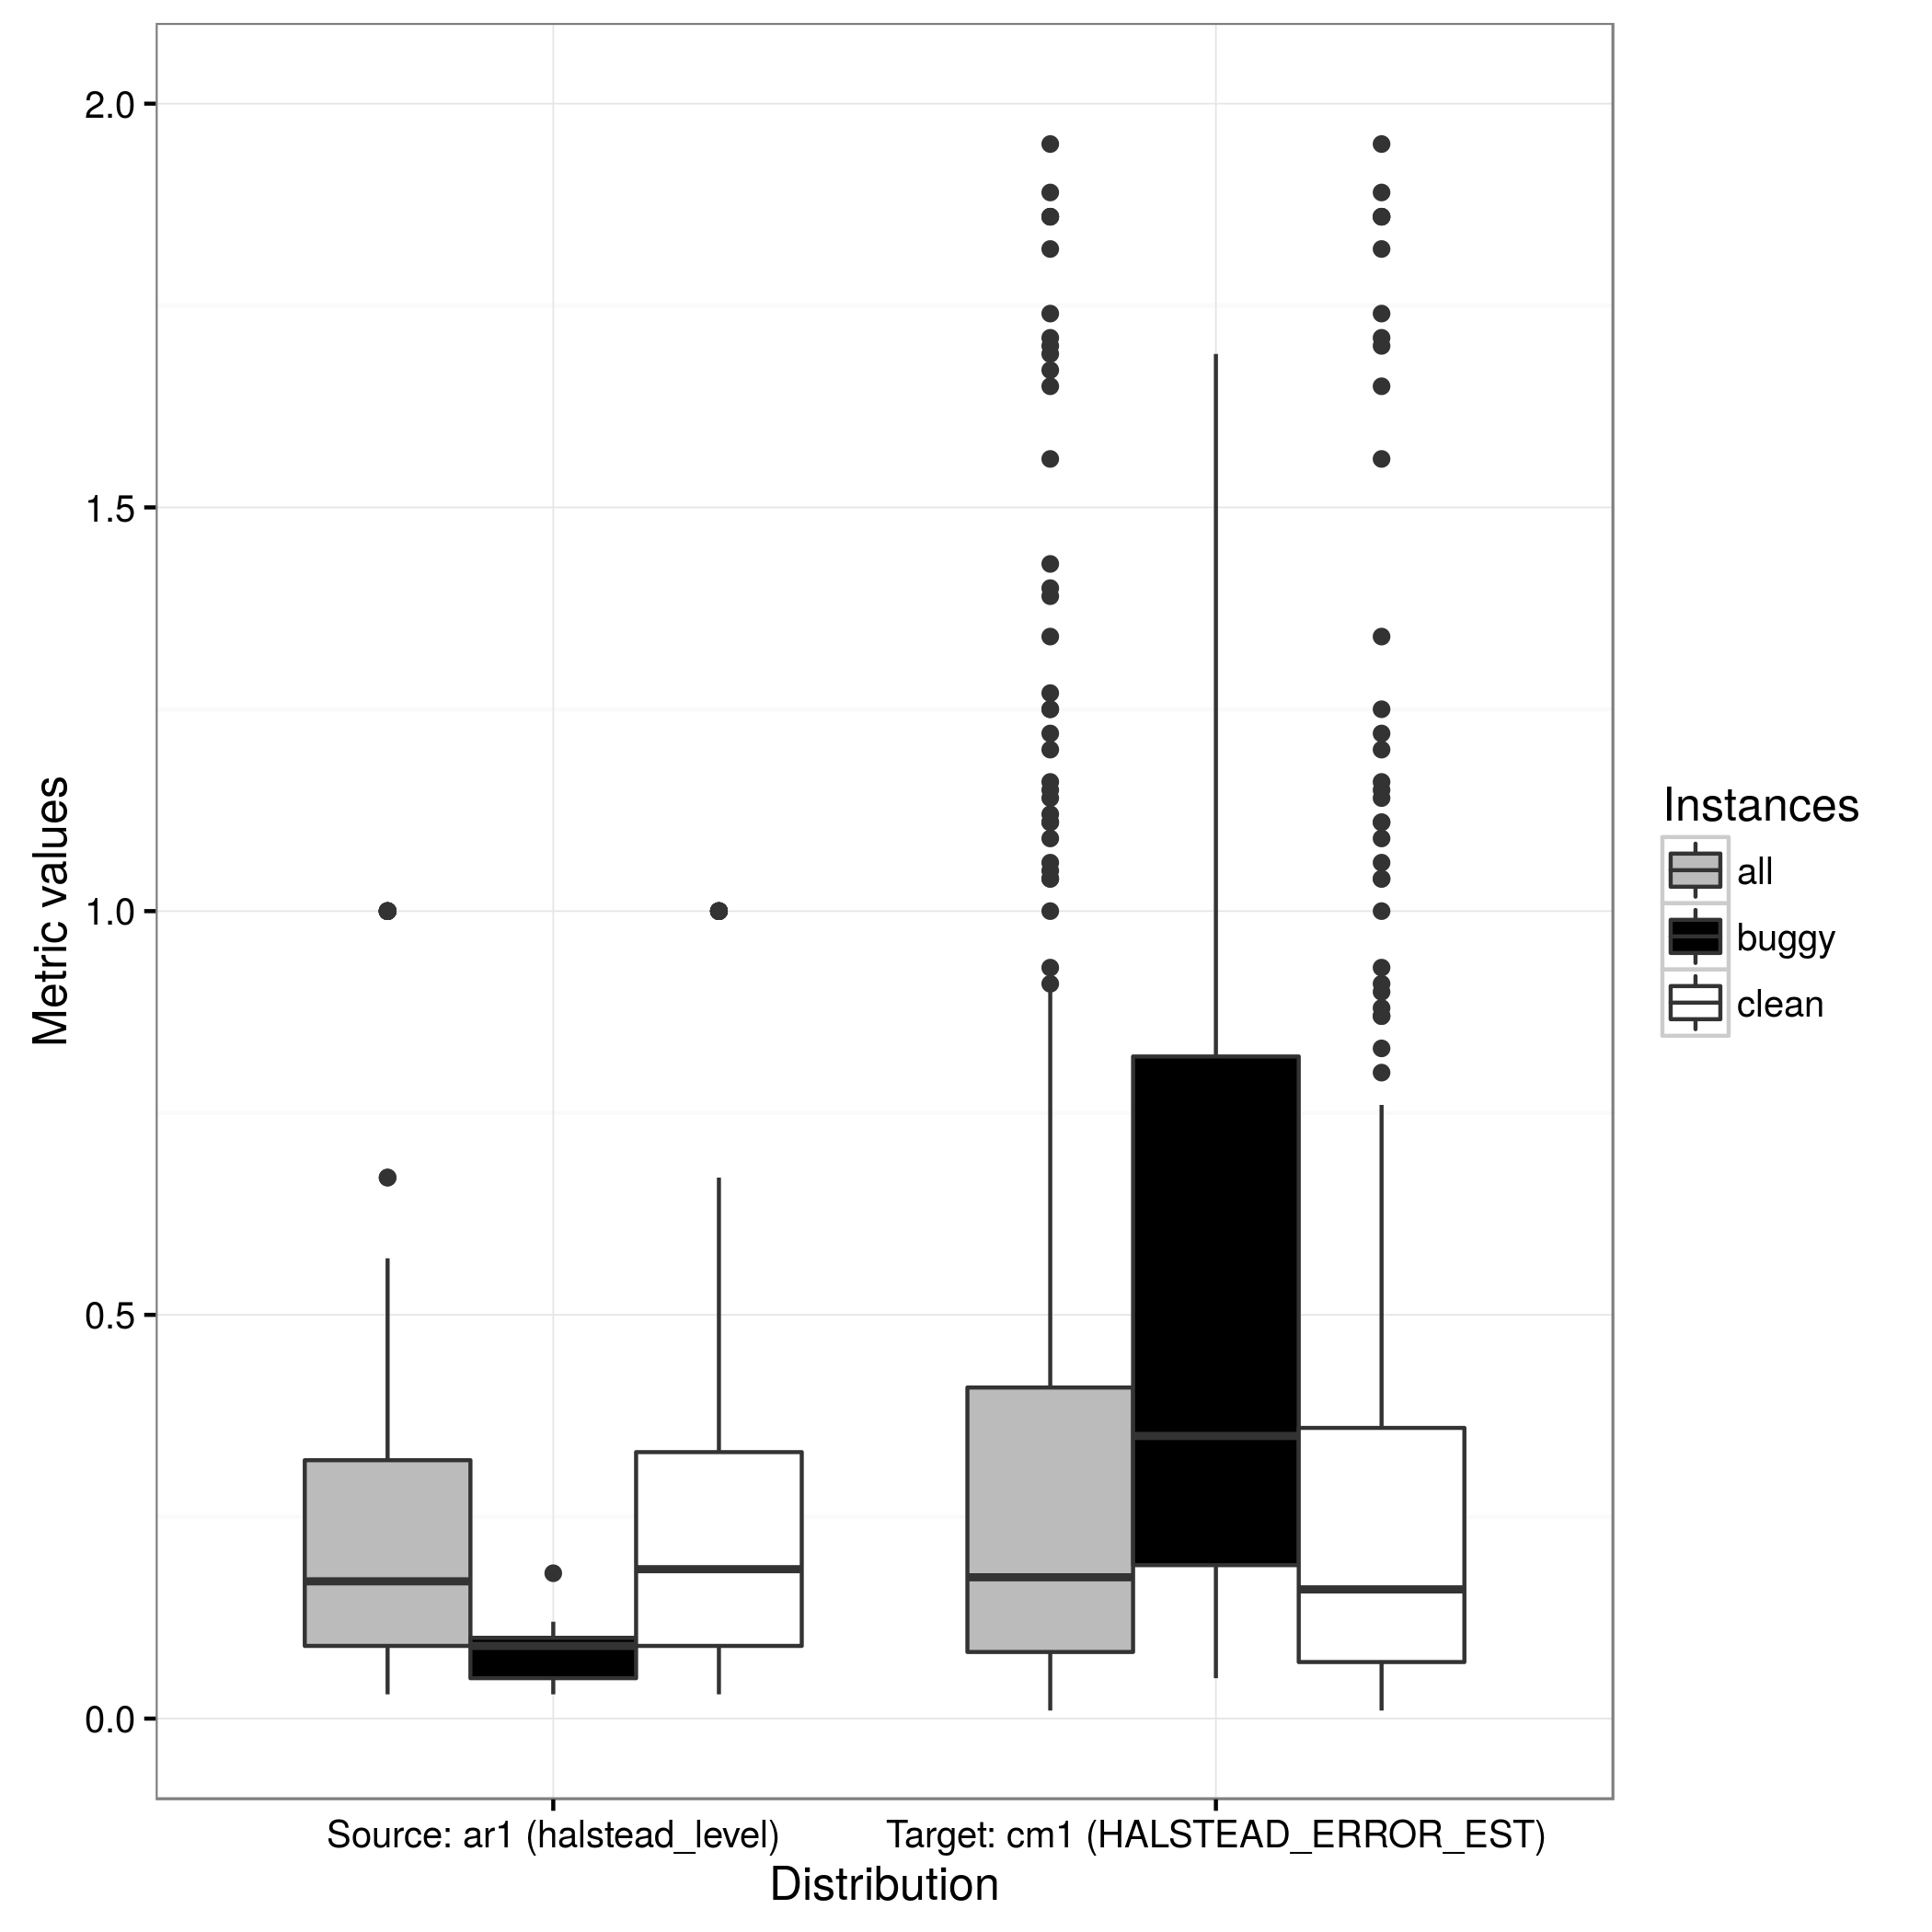 2.0
1.5
1.0
0.5
0.0
Metric values
Source: ar1 (halstead_level)
Target: cm1 (HALSTEAD_ERROR_EST)
Distribution
Instances
all
buggy
clean